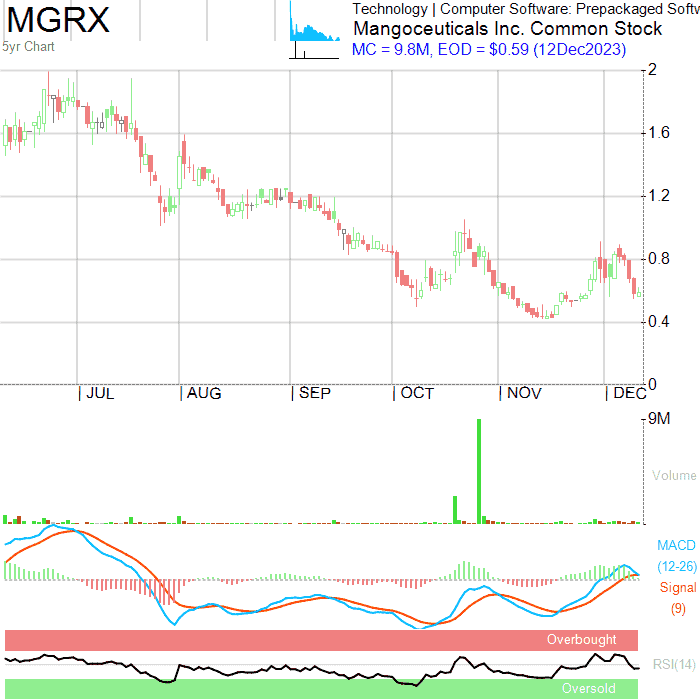 MGRX
5yr Chart
Technology | Computer Software: Prepackaged Softw
Mangoceuticals Inc. Common Stock
MC = 9.8M, EOD = $0.59 (12Dec2023)
2
1.6
1.2
0.8
0.4
0
| JUL | AUG | SEP | OCT | NOV | DEC
9M
Volume
MACD
(12-26)
Signal
(9)
Overbought
RSI(14)
Oversold